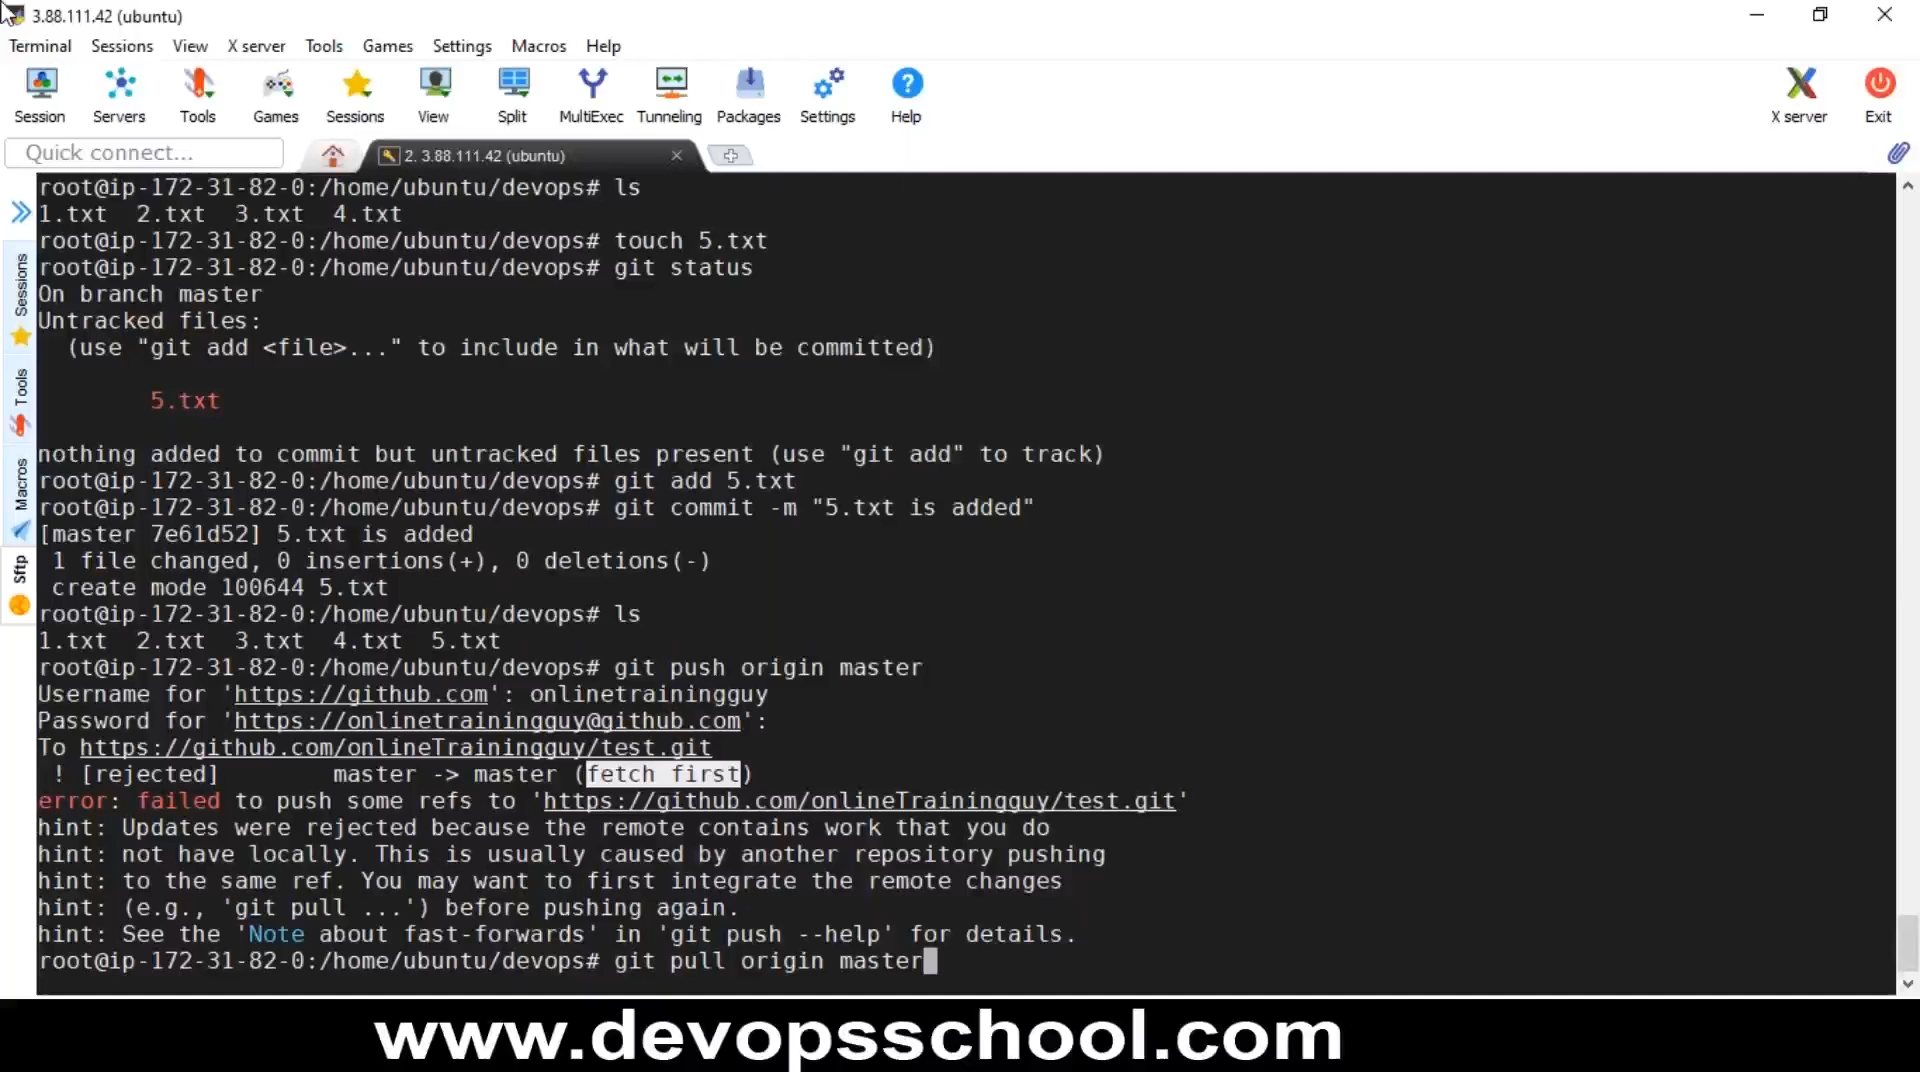 3.88.111.42 (ubuntu)
Terminal Sessions View X server Tools Games Settings Macros Help
Session Servers Tools Games Sessions View Split MultiExec Tunneling Packages Settings Help X server Exit
Quick connect... 2. 3.88.111.42 (ubuntu)
Sessions
Tools
Macros
Sftp
root@ip-172-31-82-0:/home/ubuntu/devops# ls
1.txt  2.txt  3.txt  4.txt
root@ip-172-31-82-0:/home/ubuntu/devops# touch 5.txt
root@ip-172-31-82-0:/home/ubuntu/devops# git status
On branch master
Untracked files:
  (use "git add <file>..." to include in what will be committed)
        5.txt
nothing added to commit but untracked files present (use "git add" to track)
root@ip-172-31-82-0:/home/ubuntu/devops# git add 5.txt
root@ip-172-31-82-0:/home/ubuntu/devops# git commit -m "5.txt is added"
[master 7e61d52] 5.txt is added
 1 file changed, 0 insertions(+), 0 deletions(-)
 create mode 100644 5.txt
root@ip-172-31-82-0:/home/ubuntu/devops# ls
1.txt  2.txt  3.txt  4.txt  5.txt
root@ip-172-31-82-0:/home/ubuntu/devops# git push origin master
Username for 'https://github.com': onlinetrainingguy
Password for 'https://onlinetrainingguy@github.com':
To https://github.com/onlineTrainingguy/test.git
 ! [rejected]        master -> master (fetch first)
error: failed to push some refs to 'https://github.com/onlineTrainingguy/test.git'
hint: Updates were rejected because the remote contains work that you do
hint: not have locally. This is usually caused by another repository pushing
hint: to the same ref. You may want to first integrate the remote changes
hint: (e.g., 'git pull ...') before pushing again.
hint: See the 'Note about fast-forwards' in 'git push --help' for details.
root@ip-172-31-82-0:/home/ubuntu/devops# git pull origin master
www.devopsschool.com